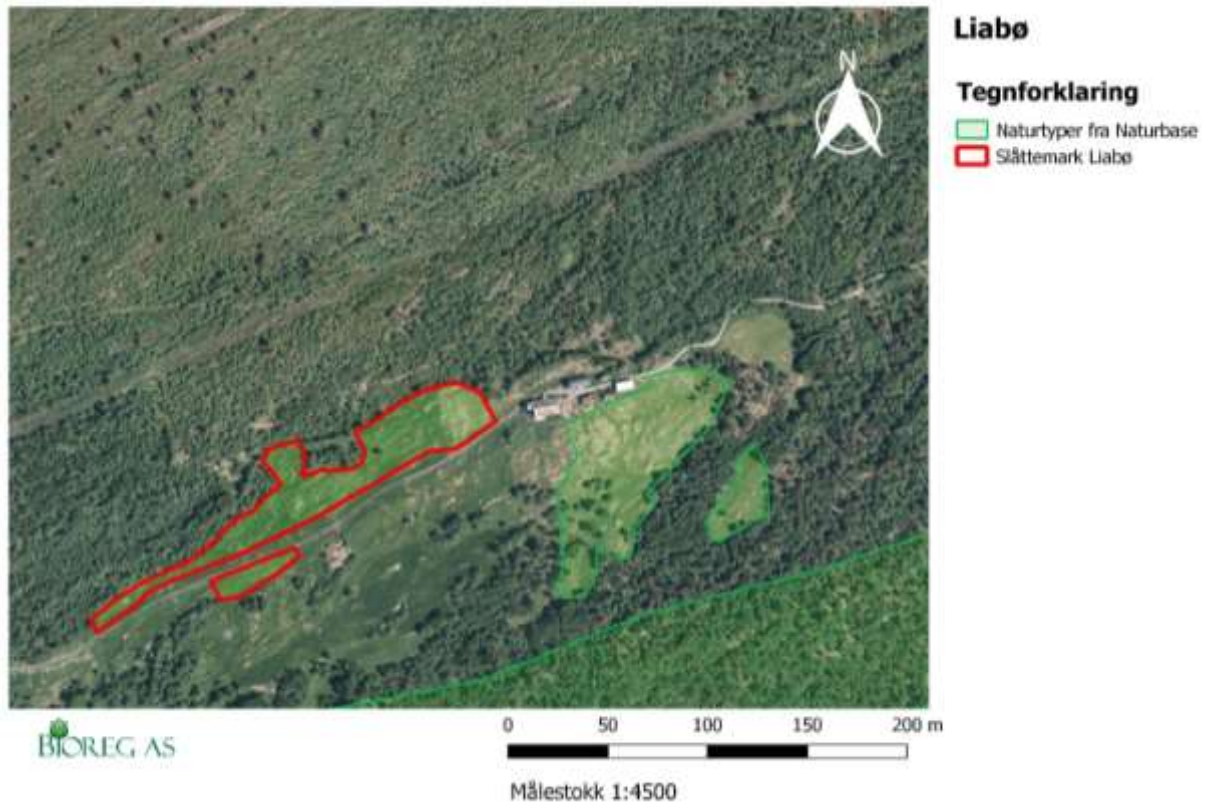 Liabø
N
Tegnforklaring
Naturtyper fra Naturbase
Slåttemark Liabø
BIOREG AS
0 50 100 150 200 m
Målestokk 1:4500